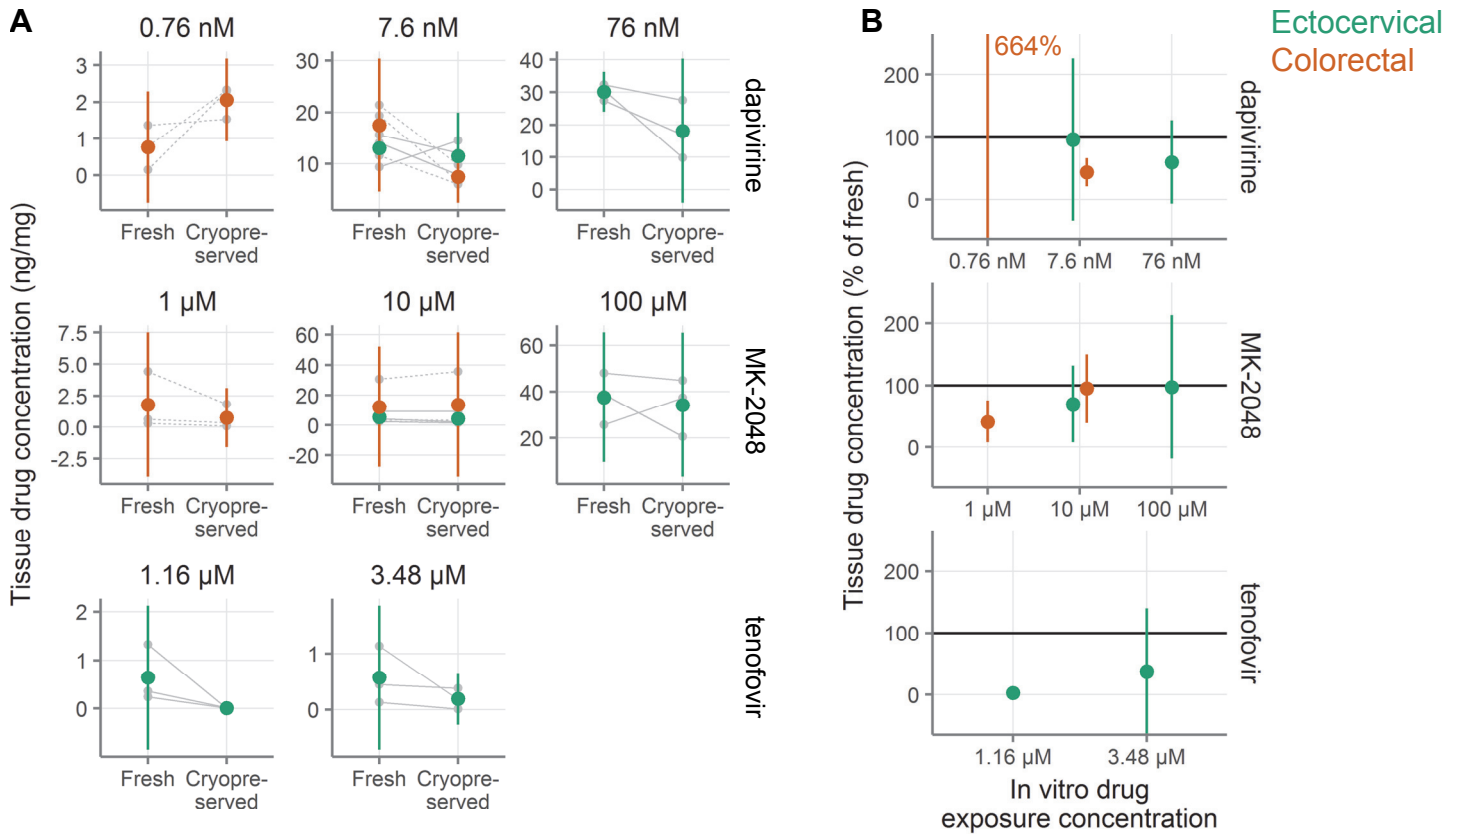 A
B
Ectocervical
Colorectal
Tissue drug concentration (ng/mg)
0.76 nM
7.6 nM
76 nM
3
2
1
0
30
20
10
40
30
20
10
0
dapivirine
Fresh
Cryopre-
served
Fresh
Cryopre-
served
Fresh
Cryopre-
served
1 µM
10 µM
100 µM
7.5
5.0
2.5
0.0
-2.5
60
40
20
0
-20
60
40
20
MK-2048
Fresh
Cryopre-
served
Fresh
Cryopre-
served
Fresh
Cryopre-
served
1.16 µM
3.48 µM
2
1
0
1
0
tenofovir
Fresh
Cryopre-
served
Fresh
Cryopre-
served
Tissue drug concentration (% of fresh)
664%
200
100
0
dapivirine
0.76 nM
7.6 nM
76 nM
200
100
0
MK-2048
1 µM
10 µM
100 µM
200
100
0
tenofovir
1.16 µM
3.48 µM
In vitro drug
exposure concentration